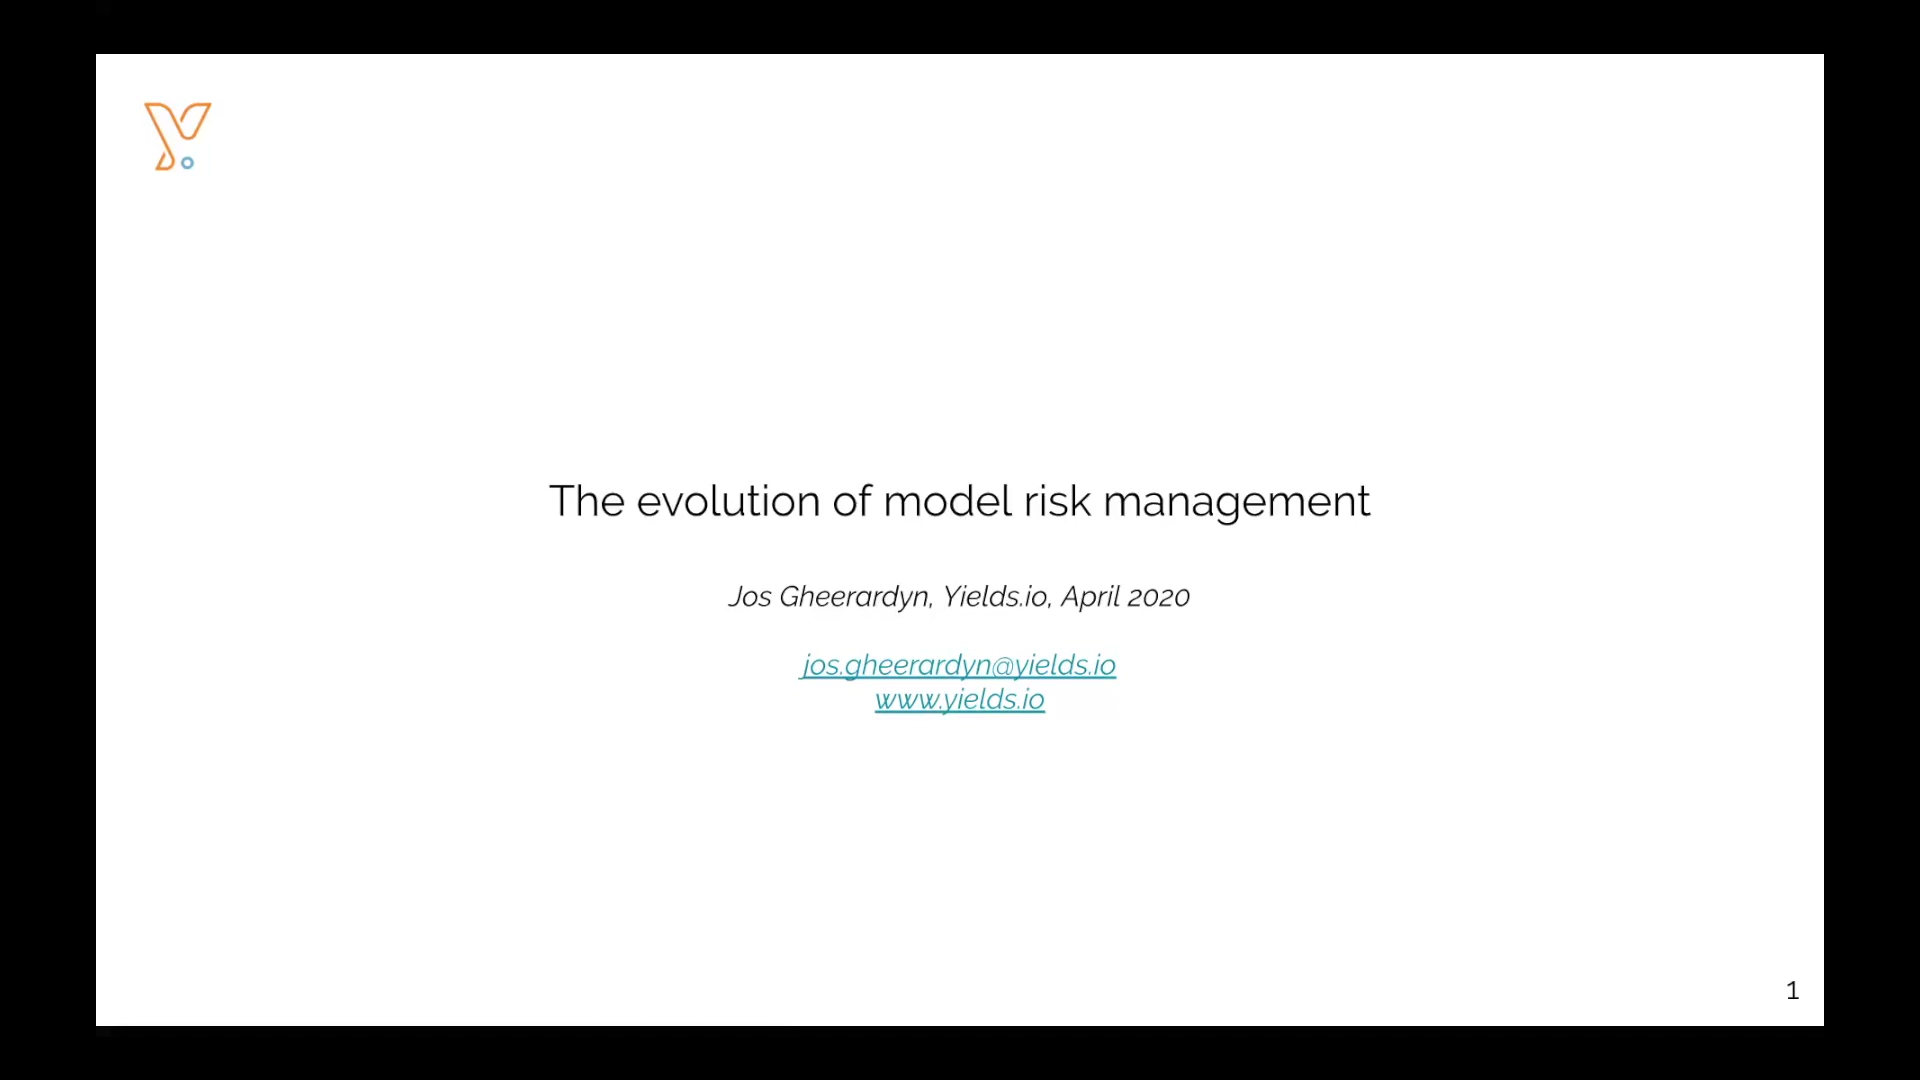 The evolution of model risk management
Jos Gheerardyn, Yields.io, April 2020
jos.gheerardyn@yields.io
www.yields.io
1